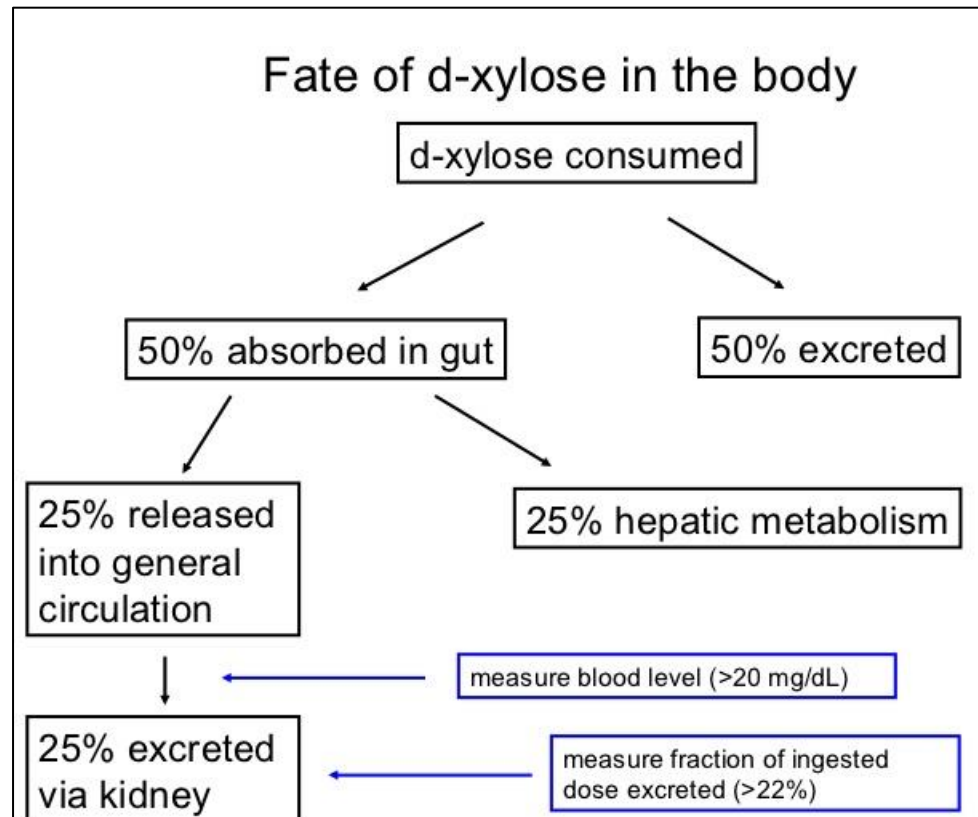 Fate of d-xylose in the body
d-xylose consumed
50% absorbed in gut
50% excreted
25% released
into general
circulation
25% hepatic metabolism
measure blood level (>20 mg/dL)
25% excreted
via kidney
measure fraction of ingested
dose excreted (>22%)